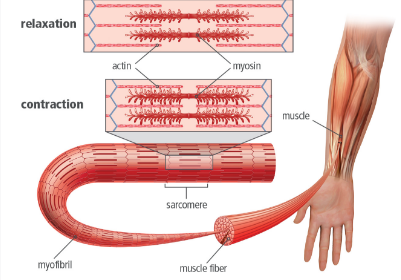 relaxation
actin
myosin
contraction
muscle
sarcomere
myofibril
muscle fiber